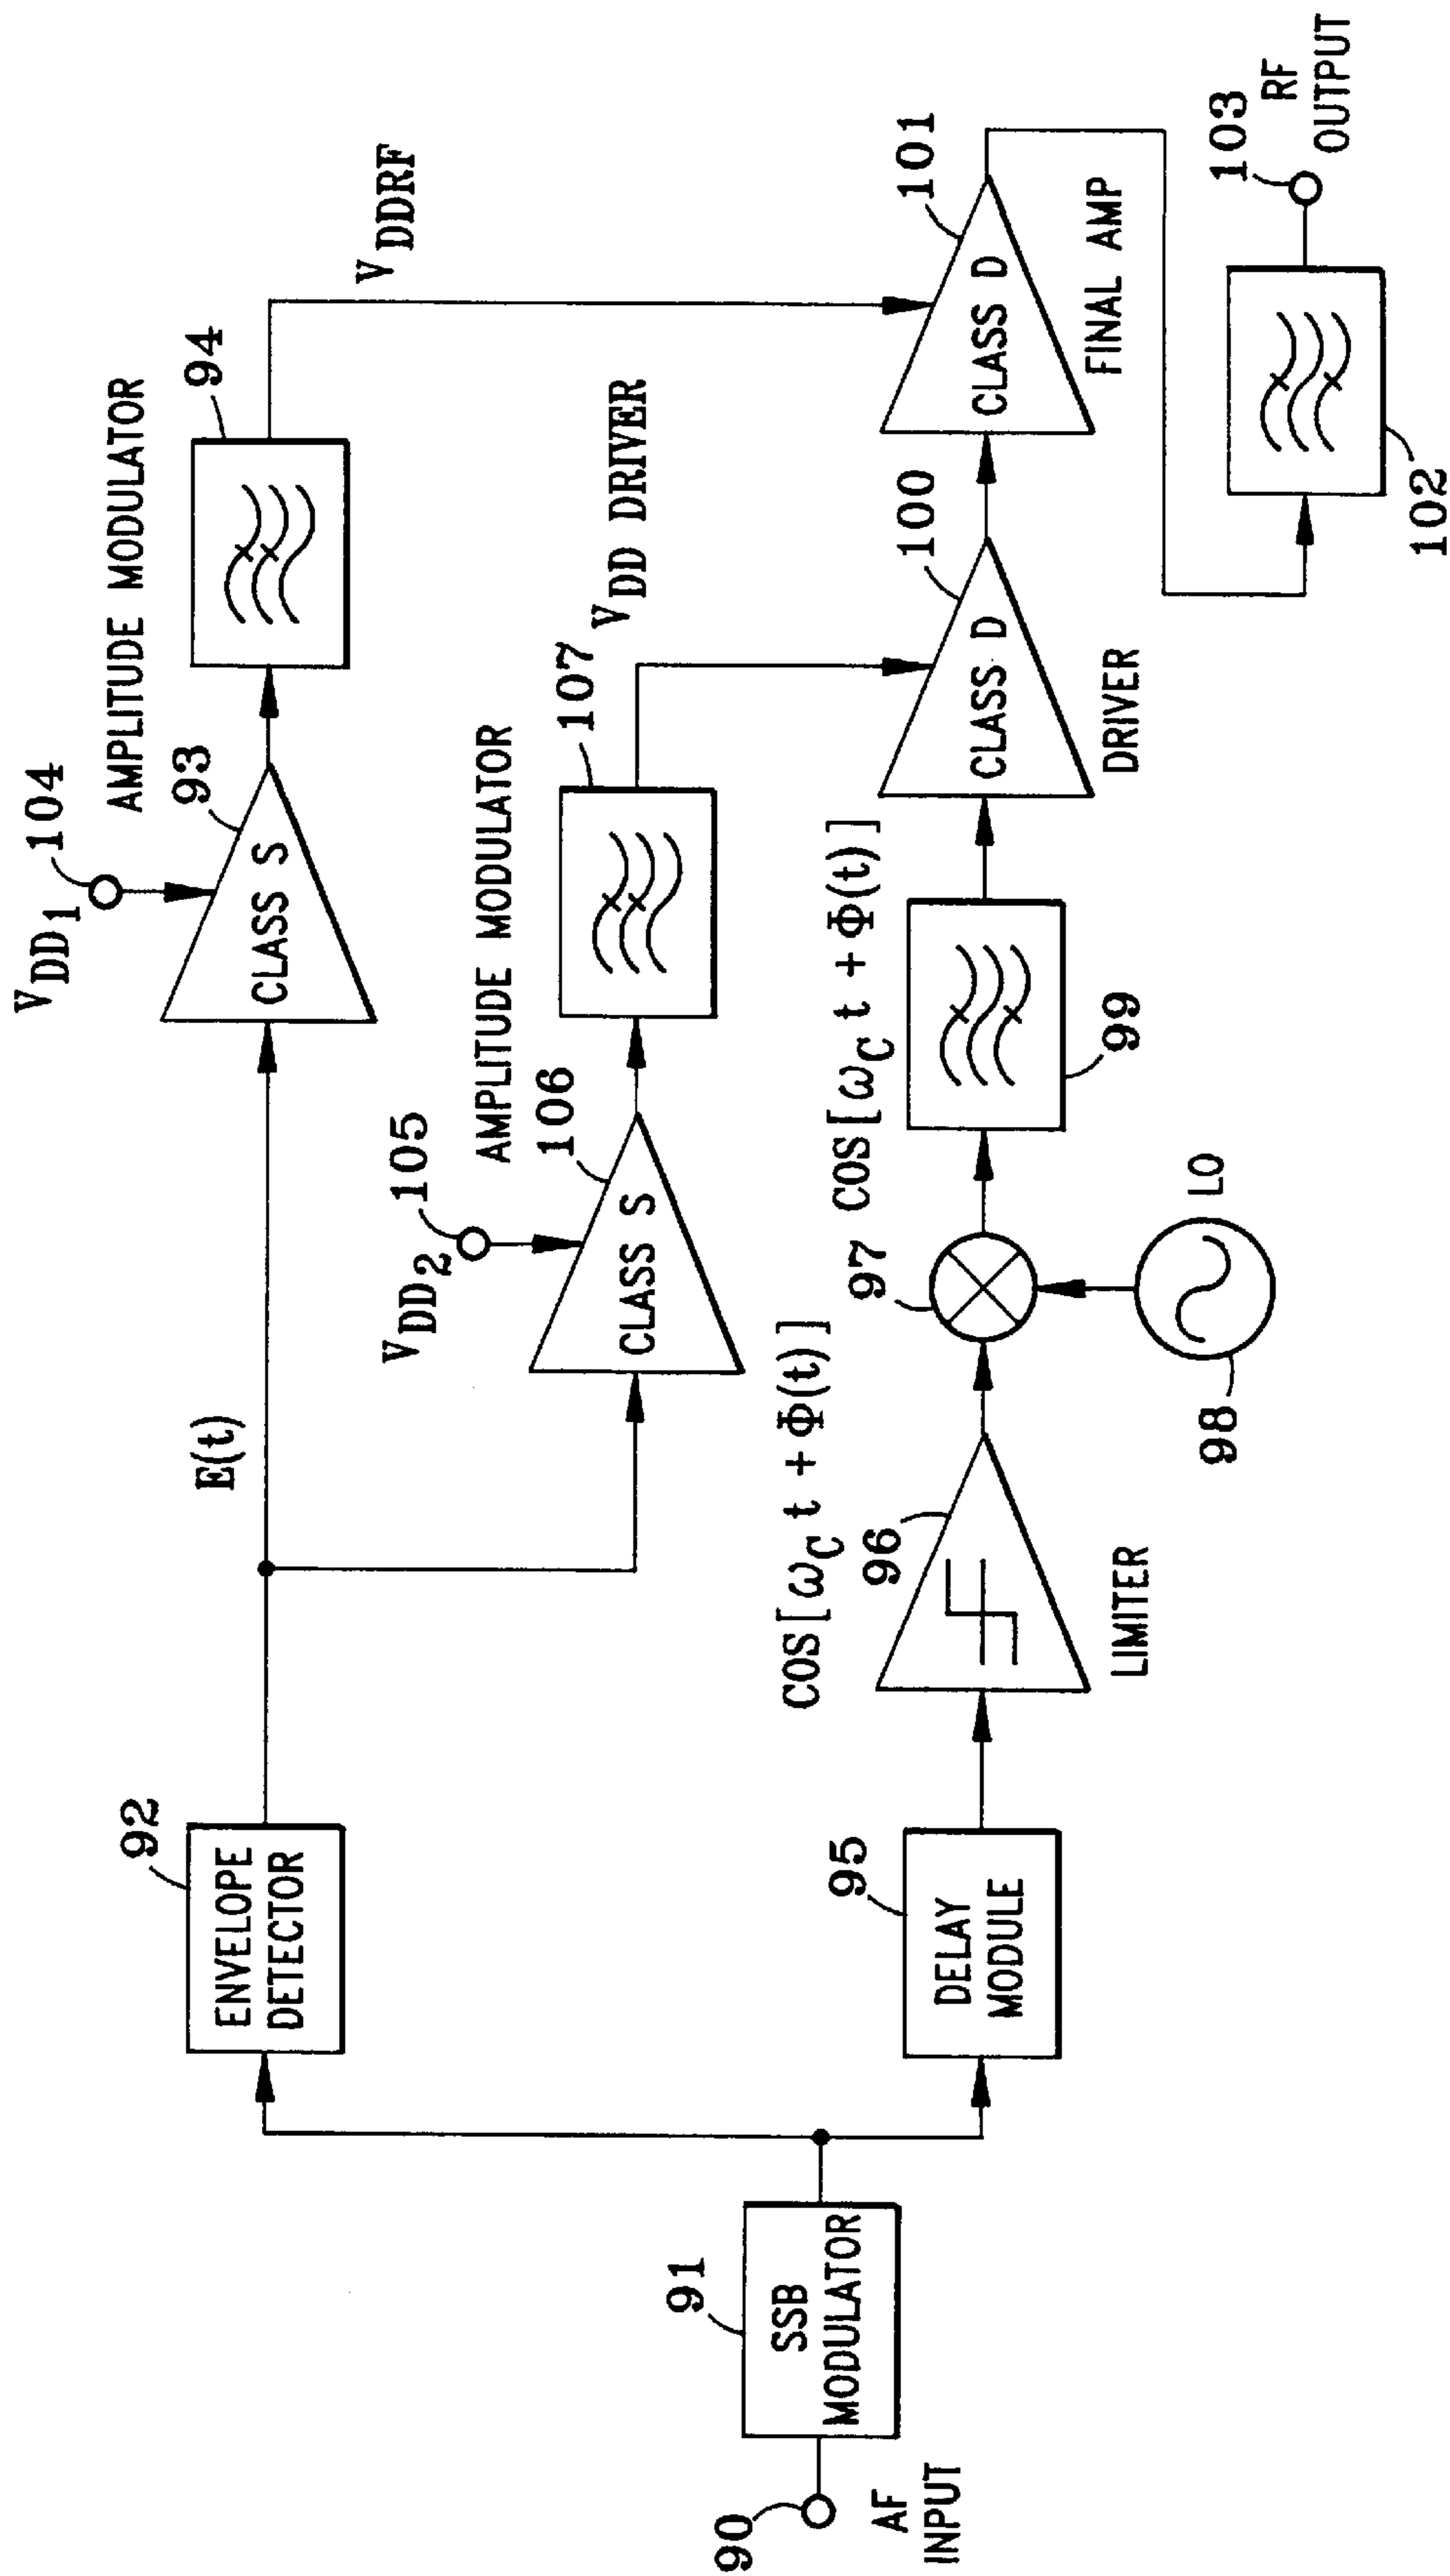 VDD1
104
AMPLITUDE MODULATOR
93
CLASS S
94
VDDRF
E(t)
92
ENVELOPE
DETECTOR
VDD2
105
AMPLITUDE MODULATOR
106
CLASS S
107
VDD DRIVER
90
AF
INPUT
91
SSB
MODULATOR
95
DELAY
MODULE
COS[ωC t + Φ(t)]
96
LIMITER
97
COS[ωC t + Φ(t)]
98
LO
99
100
CLASS D
DRIVER
101
CLASS D
FINAL AMP
102
103
RF
OUTPUT